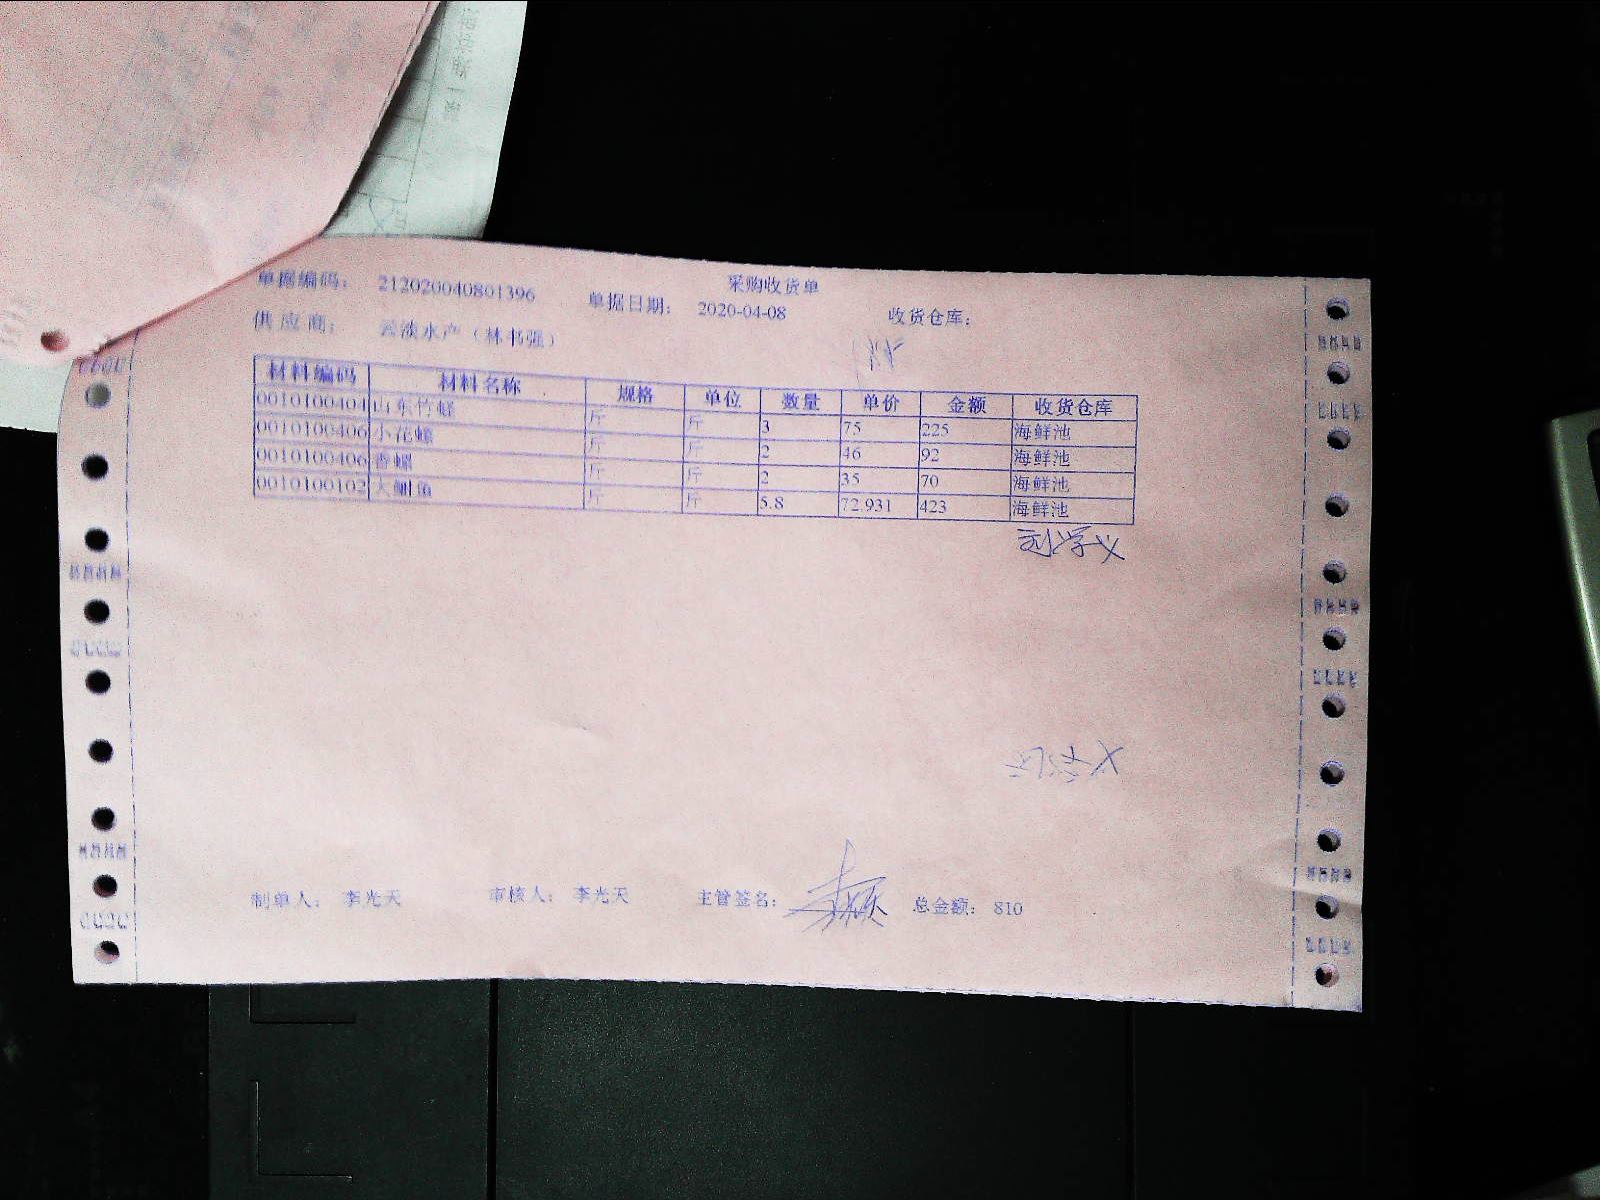 采购收货单
单据编码： 212020040801396 单据日期： 2020-04-08 收货仓库：
供应商： 云淡水产（林书强）
材料编码 材料名称 规格 单位 数量 单价 金额 收货仓库
0010100404 山东竹蛏 斤 斤 3 75 225 海鲜池
0010100406 小花螺 斤 斤 2 46 92 海鲜池
0010100406 香螺 斤 斤 2 35 70 海鲜池
0010100102 大鮰鱼 斤 斤 5.8 72.931 423 海鲜池
刘学义
制单人： 李光天 审核人： 李光天 主管签名： 总金额： 810